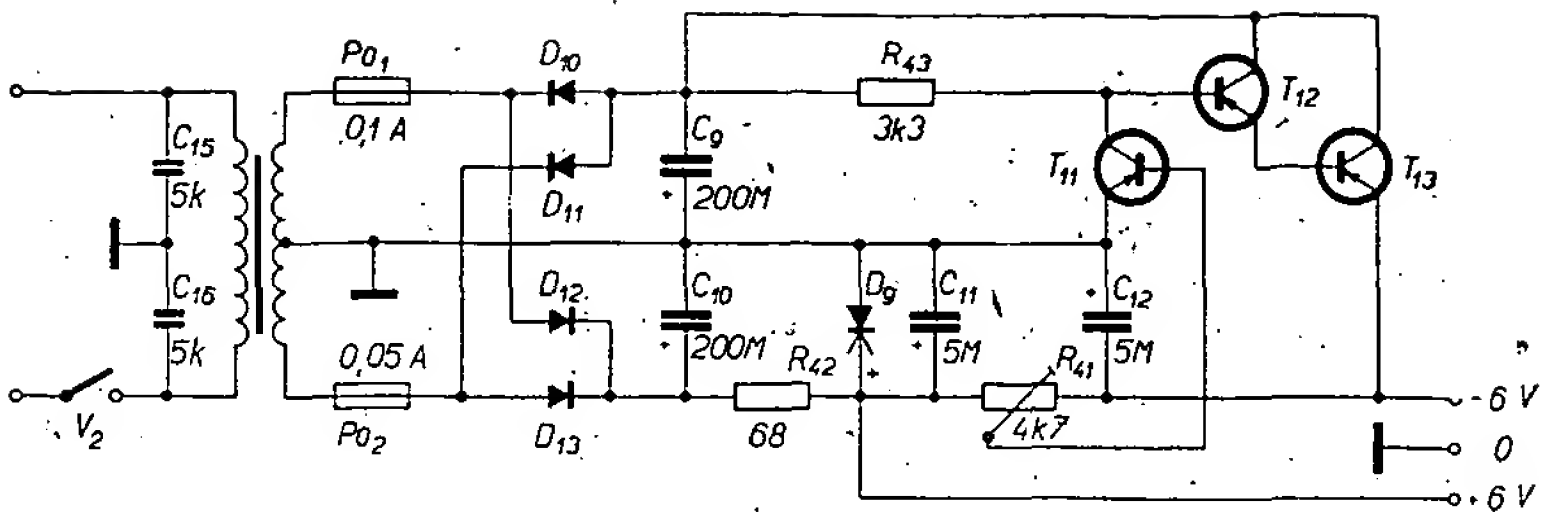 Po1
0,1 A
D10
D11
C15
5k
C16
5k
V2
0,05 A
Po2
D12
D13
C9
+ 200M
C10
+ 200M
R43
3k3
T11
T12
T13
R42
68
D9
+
C11
+ 5M
+ C12
5M
R41
4k7
- 6 V
0
+ 6 V